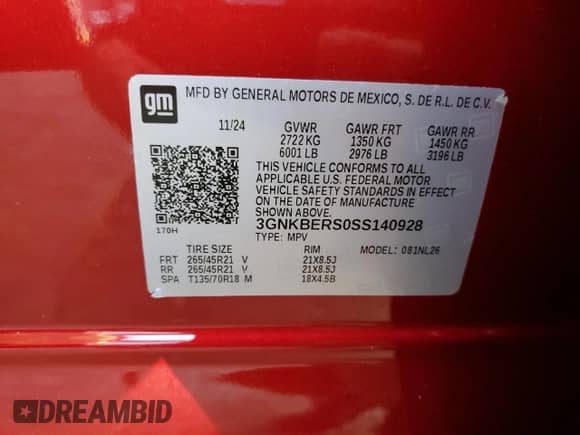 gm
MFD BY GENERAL MOTORS DE MEXICO, S. DE R.L. DE C.V.
11/24 GVWR GAWR FRT GAWR RR
2722 KG 1350 KG 1450 KG
6001 LB 2976 LB 3196 LB
THIS VEHICLE CONFORMS TO ALL
APPLICABLE U.S. FEDERAL MOTOR
VEHICLE SAFETY STANDARDS IN EFFECT
ON THE DATE OF MANUFACTURE
SHOWN ABOVE.
3GNKBERS0SS140928
170H TYPE: MPV MODEL: 081NL26
TIRE SIZE RIM
FRT 265/45R21 V 21X8.5J
RR 265/45R21 V 21X8.5J
SPA T135/70R18 M 18X4.5B
DREAMBID